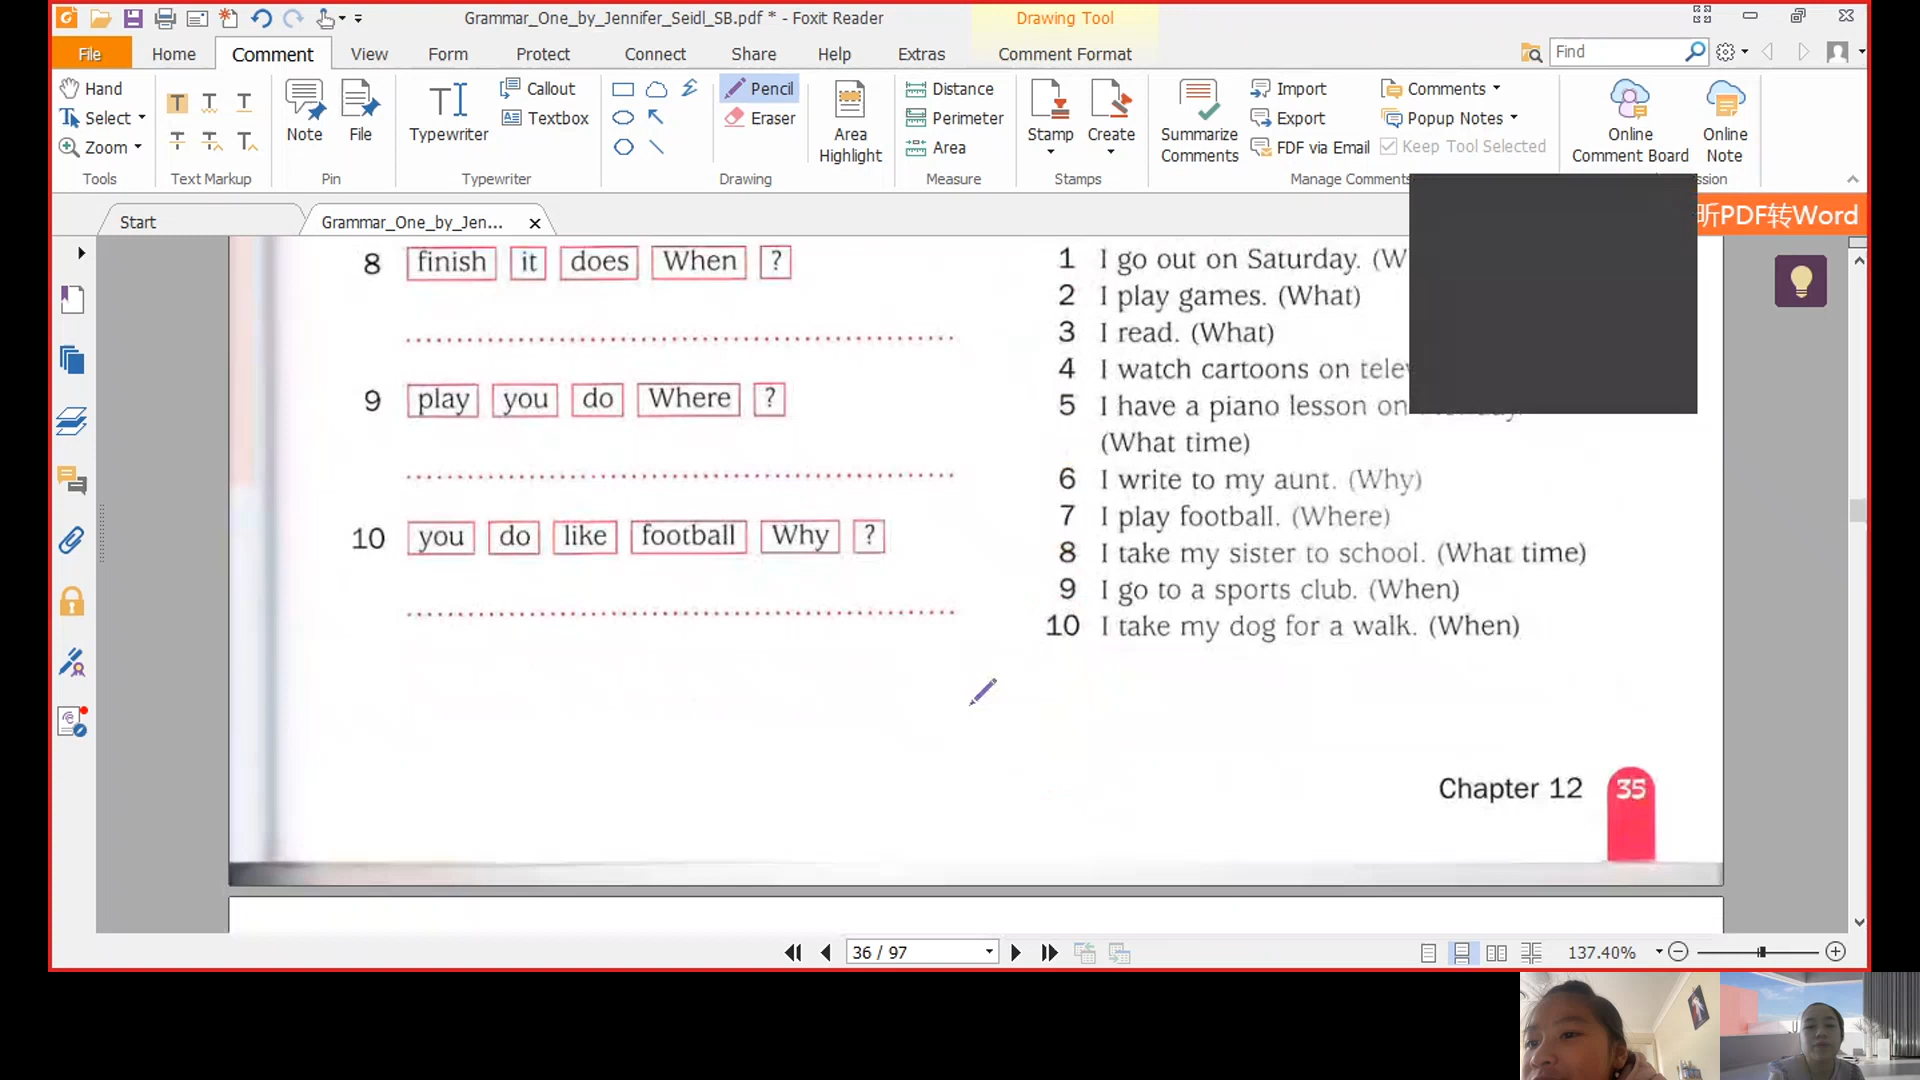 Grammar_One_by_Jennifer_Seidl_SB.pdf * - Foxit Reader
Drawing Tool
File Home Comment View Form Protect Connect Share Help Extras Comment Format
Find
Hand
Select
Zoom
Tools
Text Markup
Note
File
Pin
Typewriter
Callout
Textbox
Typewriter
Pencil
Eraser
Drawing
Area
Highlight
Distance
Perimeter
Area
Measure
Stamp
Create
Stamps
Summarize
Comments
Import
Export
FDF via Email
Comments
Popup Notes
Keep Tool Selected
Manage Comments
Online
Comment Board
Online
Note
Start
Grammar_One_by_Jen...
PDF转Word
8 finish it does When ?
9 play you do Where ?
10 you do like football Why ?
1 I go out on Saturday.
2 I play games. (What)
3 I read. (What)
4 I watch cartoons on
5 I have a piano lesson on
(What time)
6 I write to my aunt. (Why)
7 I play football. (Where)
8 I take my sister to school. (What time)
9 I go to a sports club. (When)
10 I take my dog for a walk. (When)
Chapter 12 35
36 / 97
137.40%